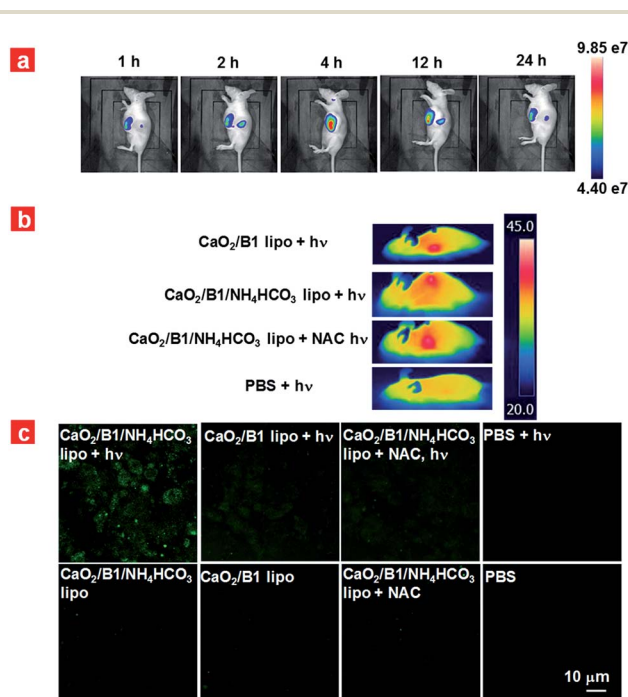 a
1 h 2 h 4 h 12 h 24 h
9.85 e7
4.40 e7
b
CaO₂/B1 lipo + hν
CaO₂/B1/NH₄HCO₃ lipo + hν
CaO₂/B1/NH₄HCO₃ lipo + NAC hν
PBS + hν
45.0
20.0
c
CaO₂/B1/NH₄HCO₃
lipo + hν
CaO₂/B1 lipo + hν
CaO₂/B1/NH₄HCO₃
lipo + NAC, hν
PBS + hν
CaO₂/B1/NH₄HCO₃
lipo
CaO₂/B1 lipo
CaO₂/B1/NH₄HCO₃
lipo + NAC
PBS
10 μm